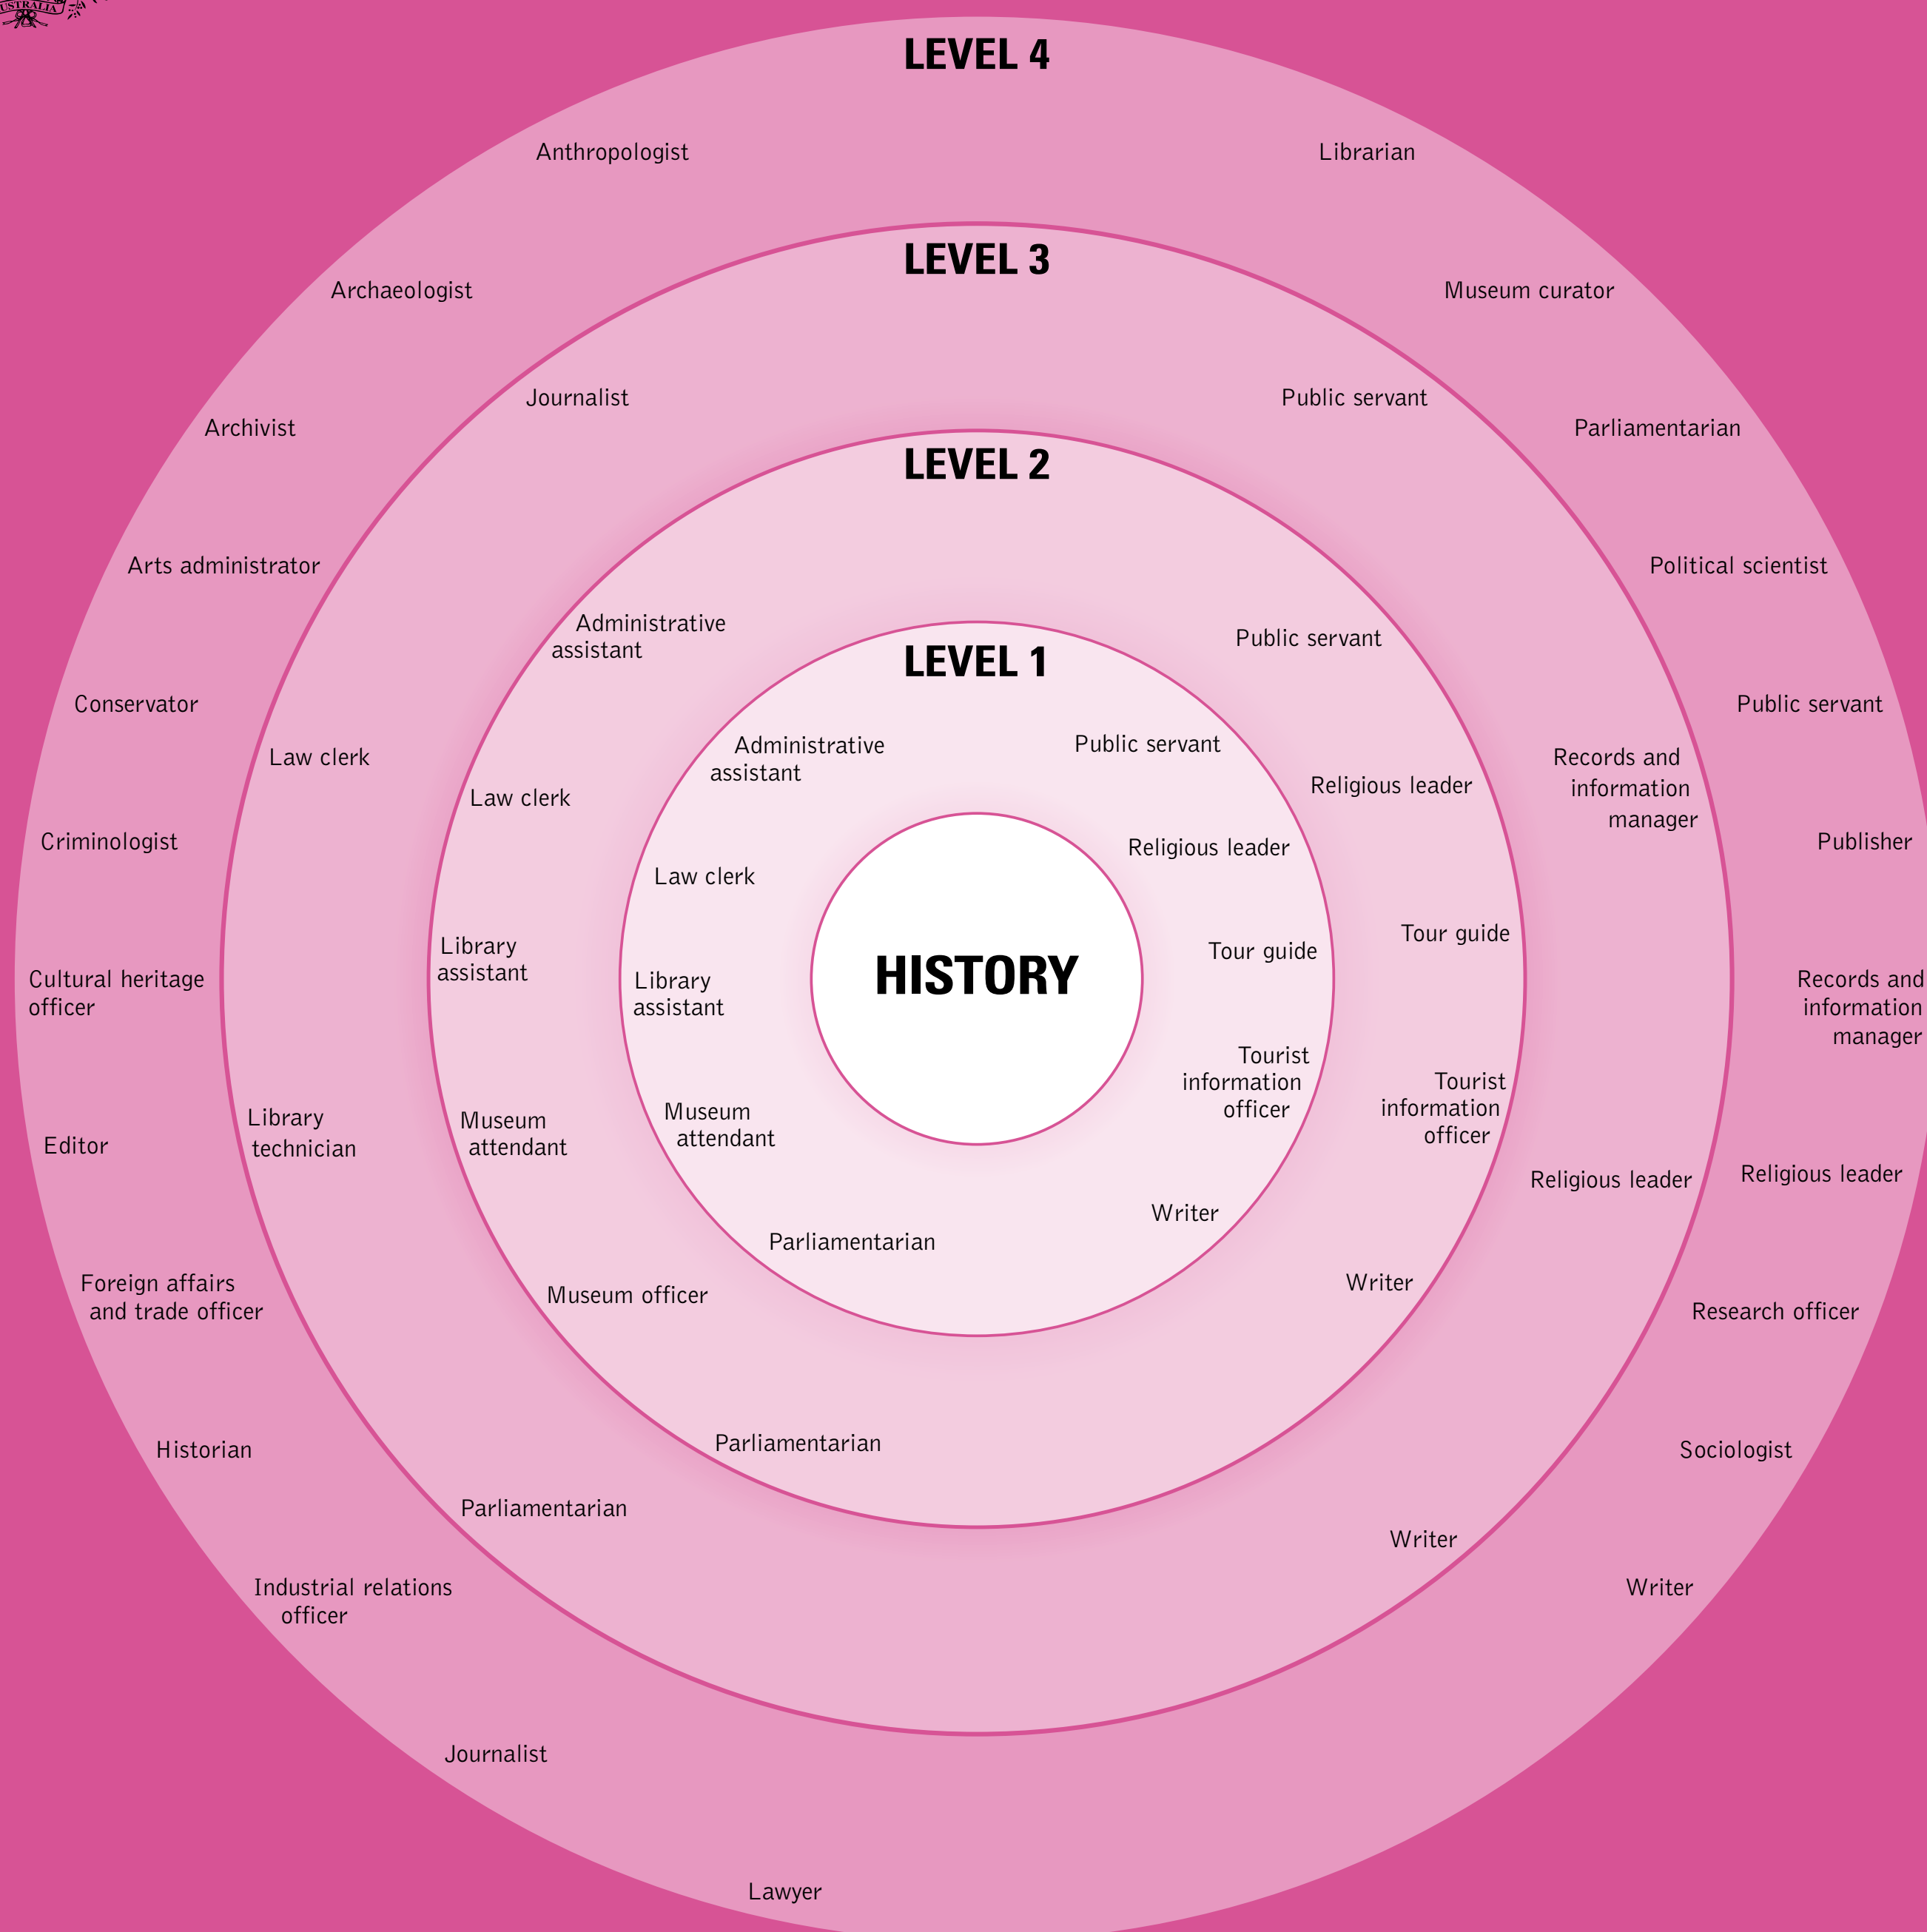 USTRALIA
LEVEL 4
Anthropologist
Archaeologist
Archivist
Arts administrator
Conservator
Criminologist
Cultural heritage
officer
Editor
Foreign affairs
and trade officer
Historian
Industrial relations
officer
Journalist
Lawyer
Librarian
Museum curator
Parliamentarian
Political scientist
Public servant
Publisher
Records and
information
manager
Religious leader
Research officer
Sociologist
Writer
LEVEL 3
Journalist
Law clerk
Library
technician
Parliamentarian
Public servant
Records and
information
manager
Religious leader
Writer
LEVEL 2
Administrative
assistant
Law clerk
Library
assistant
Museum
attendant
Museum officer
Parliamentarian
Public servant
Religious leader
Tour guide
Tourist
information
officer
Writer
LEVEL 1
Administrative
assistant
Law clerk
Library
assistant
Museum
attendant
Parliamentarian
Public servant
Religious leader
Tour guide
Tourist
information
officer
Writer
HISTORY